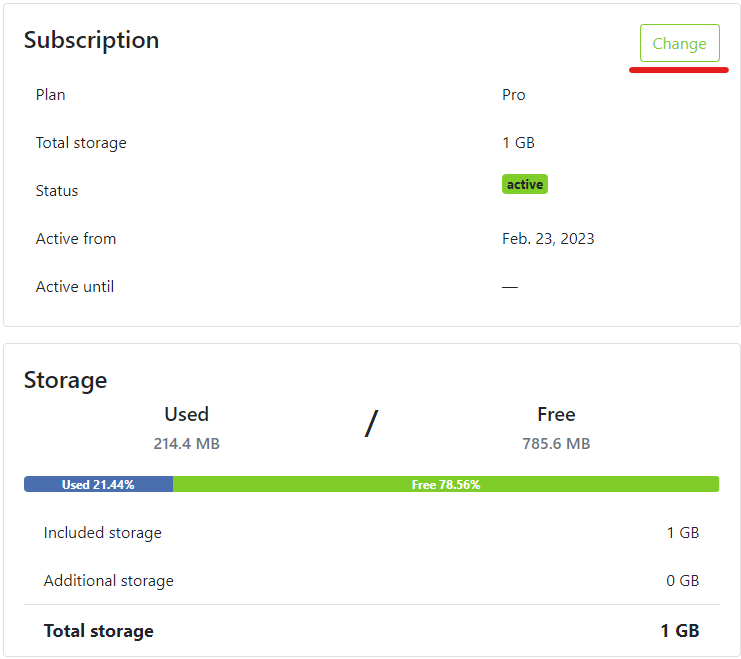 Subscription
Change
Plan Pro
Total storage 1 GB
Status active
Active from Feb. 23, 2023
Active until —
Storage
Used / Free
214.4 MB 785.6 MB
Used 21.44% Free 78.56%
Included storage 1 GB
Additional storage 0 GB
Total storage 1 GB